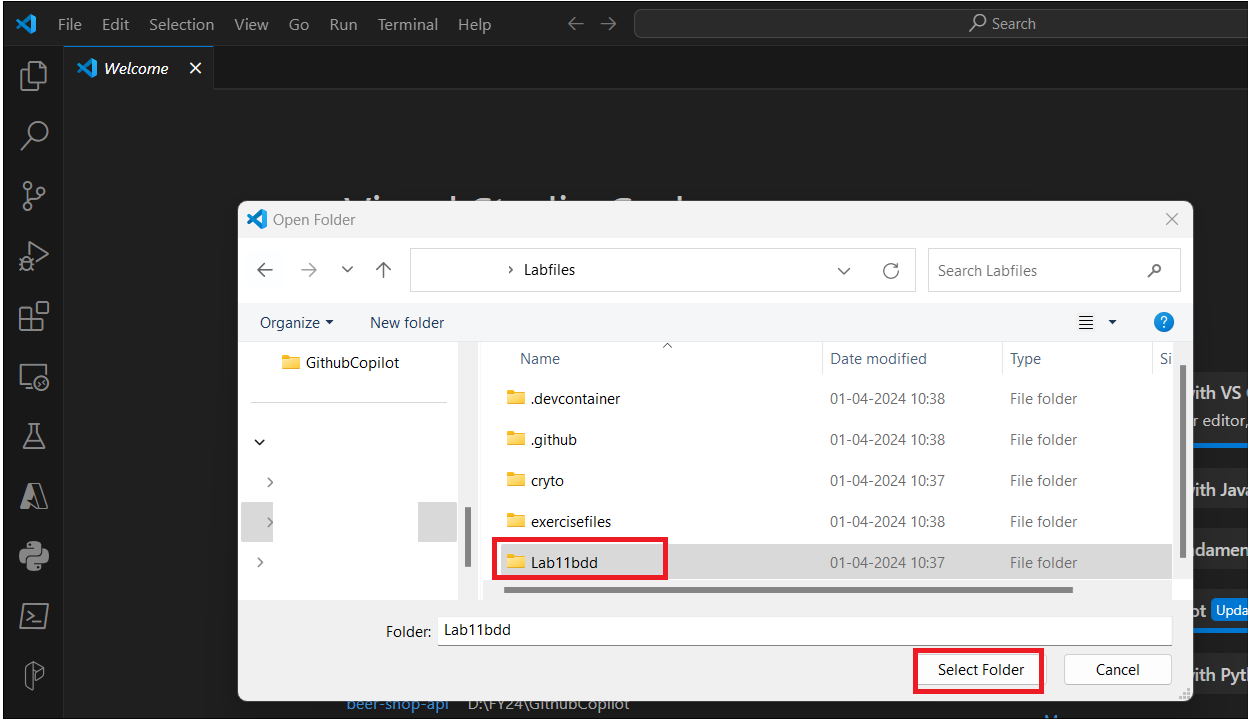 File Edit Selection View Go Run Terminal Help
Search
Welcome
Open Folder
Labfiles
Search Labfiles
Organize
New folder
?
GithubCopilot
Name
Date modified
Type
Si
.devcontainer 01-04-2024 10:38 File folder
.github 01-04-2024 10:38 File folder
cryto 01-04-2024 10:37 File folder
exercisefiles 01-04-2024 10:38 File folder
Lab11bdd 01-04-2024 10:37 File folder
Folder: Lab11bdd
Select Folder
Cancel
ith VS
r editor,
ith Java
damen
ot Upda
ith Pyt
beer-shop-api D:\FY24\GithubCopilot